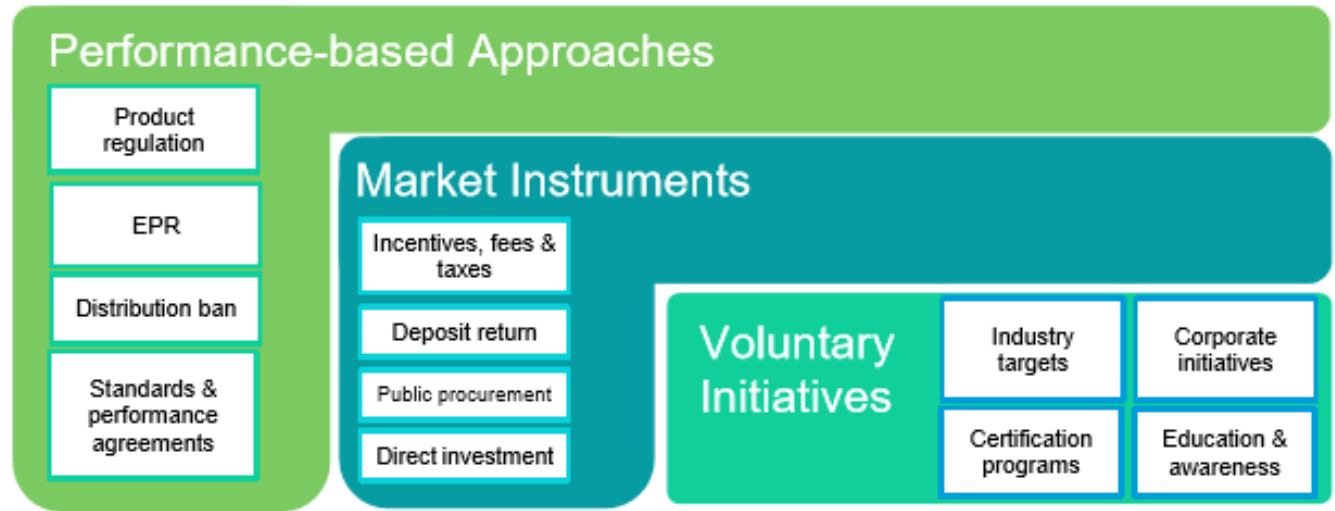 Performance-based Approaches
Product
regulation
EPR
Distribution ban
Standards &
performance
agreements
Market Instruments
Incentives, fees &
taxes
Deposit return
Public procurement
Direct investment
Voluntary
Initiatives
Industry
targets
Corporate
initiatives
Certification
programs
Education &
awareness